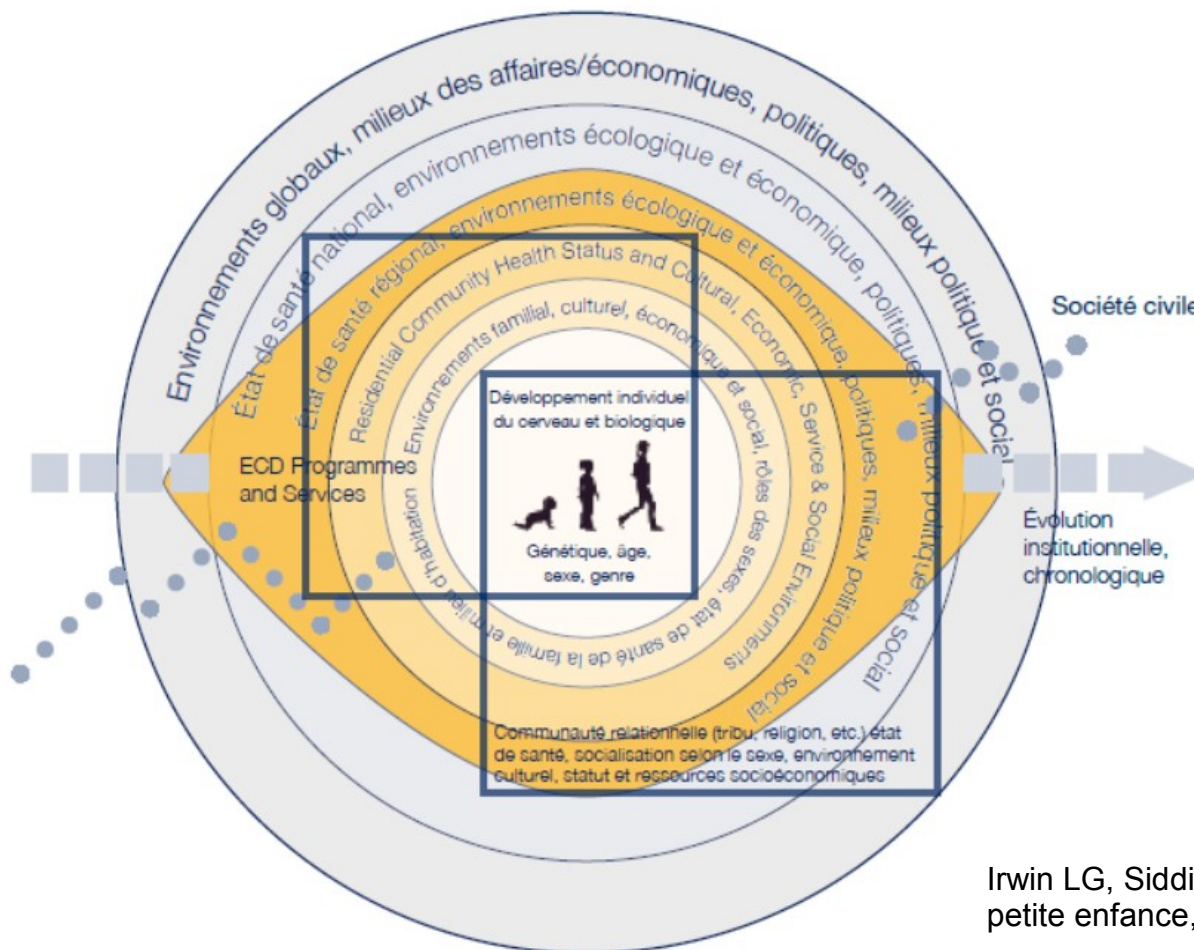 Environnements globaux, milieux des affaires/économiques, politiques, milieux politique et social
État de santé national, environnements écologique et économique, politiques, milieux politique et social
État de santé régional, environnements écologique et économique, politiques, milieux politique et social
Residential Community Health Status and Cultural, Economic, Service & Social Environments
Environnements familial, culturel, économique et social, rôles des sexes, état de santé de la famille et milieu d'habitation
Société civile
Développement individuel
du cerveau et biologique
ECD Programmes
and Services
Génétique, âge,
sexe, genre
Évolution
institutionnelle,
chronologique
Communauté relationnelle (tribu, religion, etc.) état
de santé, socialisation selon le sexe, environnement
culturel, statut et ressources socioéconomiques
Irwin LG, Siddi
petite enfance,